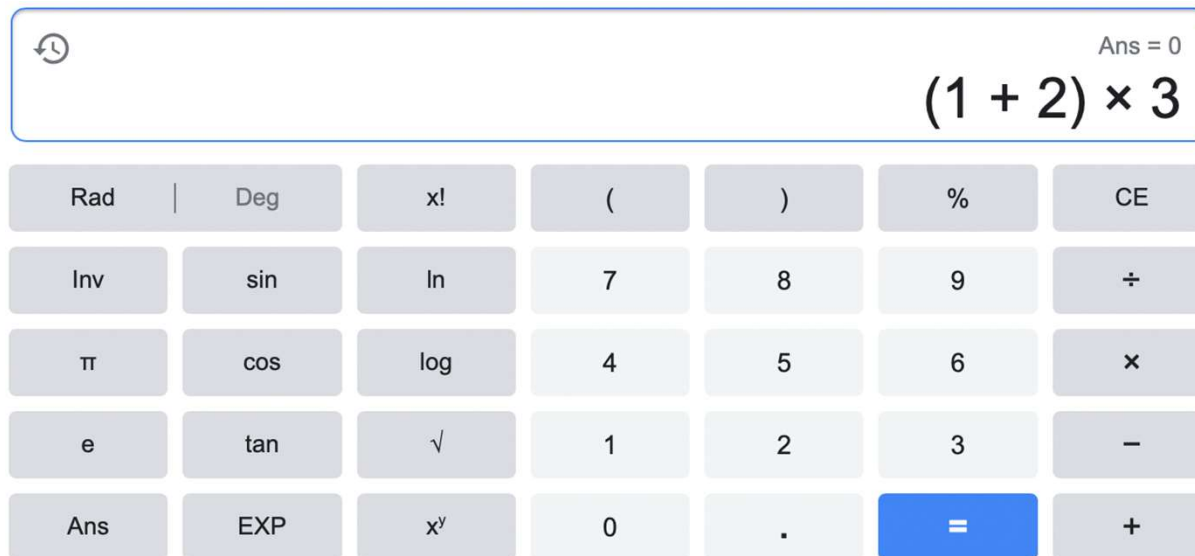 Ans = 0
(1 + 2) × 3
Rad | Deg x! ( ) % CE
Inv sin ln 7 8 9 ÷
π cos log 4 5 6 ×
e tan √ 1 2 3 −
Ans EXP xʸ 0 . = +